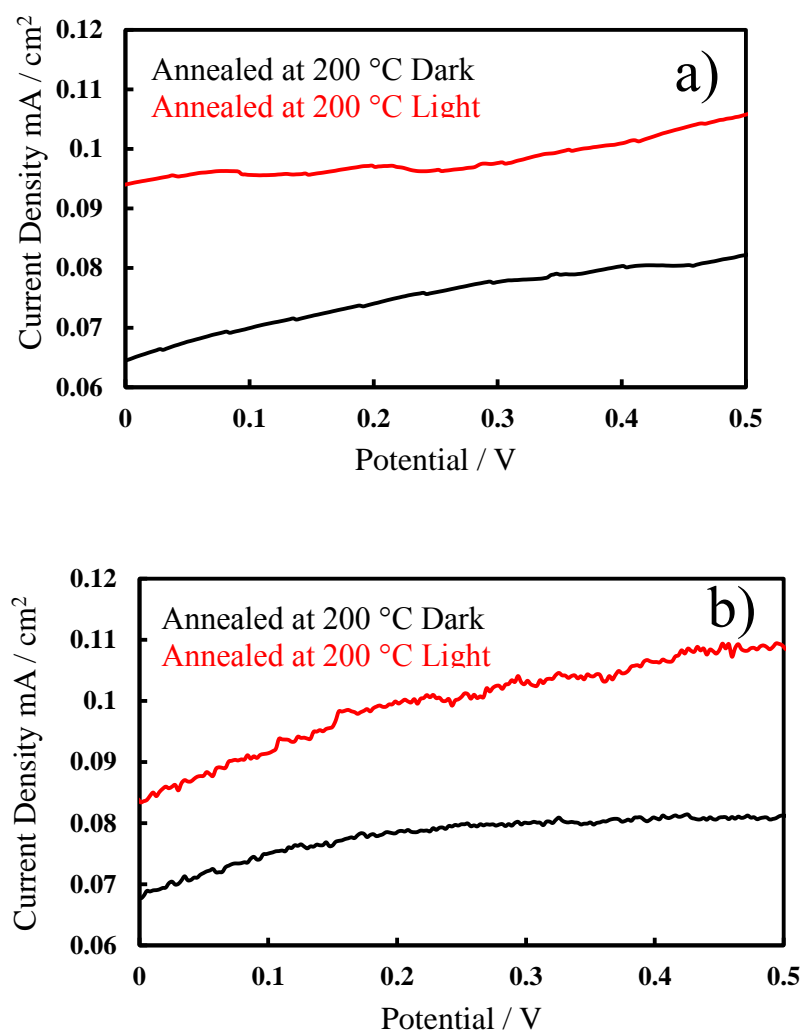 0.12
Annealed at 200 °C Dark
a)
0.11
Annealed at 200 °C Light
0.1
0.09
0.08
0.07
0.06
Current Density mA / cm²
0
0.1
0.2
0.3
0.4
0.5
Potential / V
0.12
Annealed at 200 °C Dark
b)
0.11
Annealed at 200 °C Light
0.1
0.09
0.08
0.07
0.06
Current Density mA / cm²
0
0.1
0.2
0.3
0.4
0.5
Potential / V